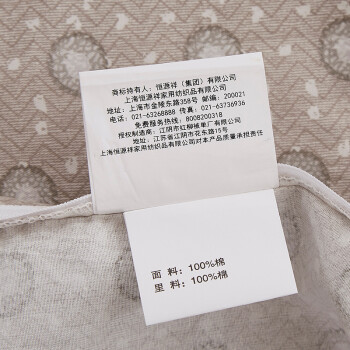 商标持有人：恒源祥（集团）有限公司
上海恒源祥家用纺织品有限公司
地址：上海市金陵东路358号 邮编：200021
电话：021-63268888 传真：021-63736936
免费服务热线：8008200318
授权制造商：江阴市红柳被单厂有限公司
地址：江苏省江阴市花东路15号
上海恒源祥家用纺织品有限公司对本产品质量承担责任
面 料：100%棉
里 料：100%棉